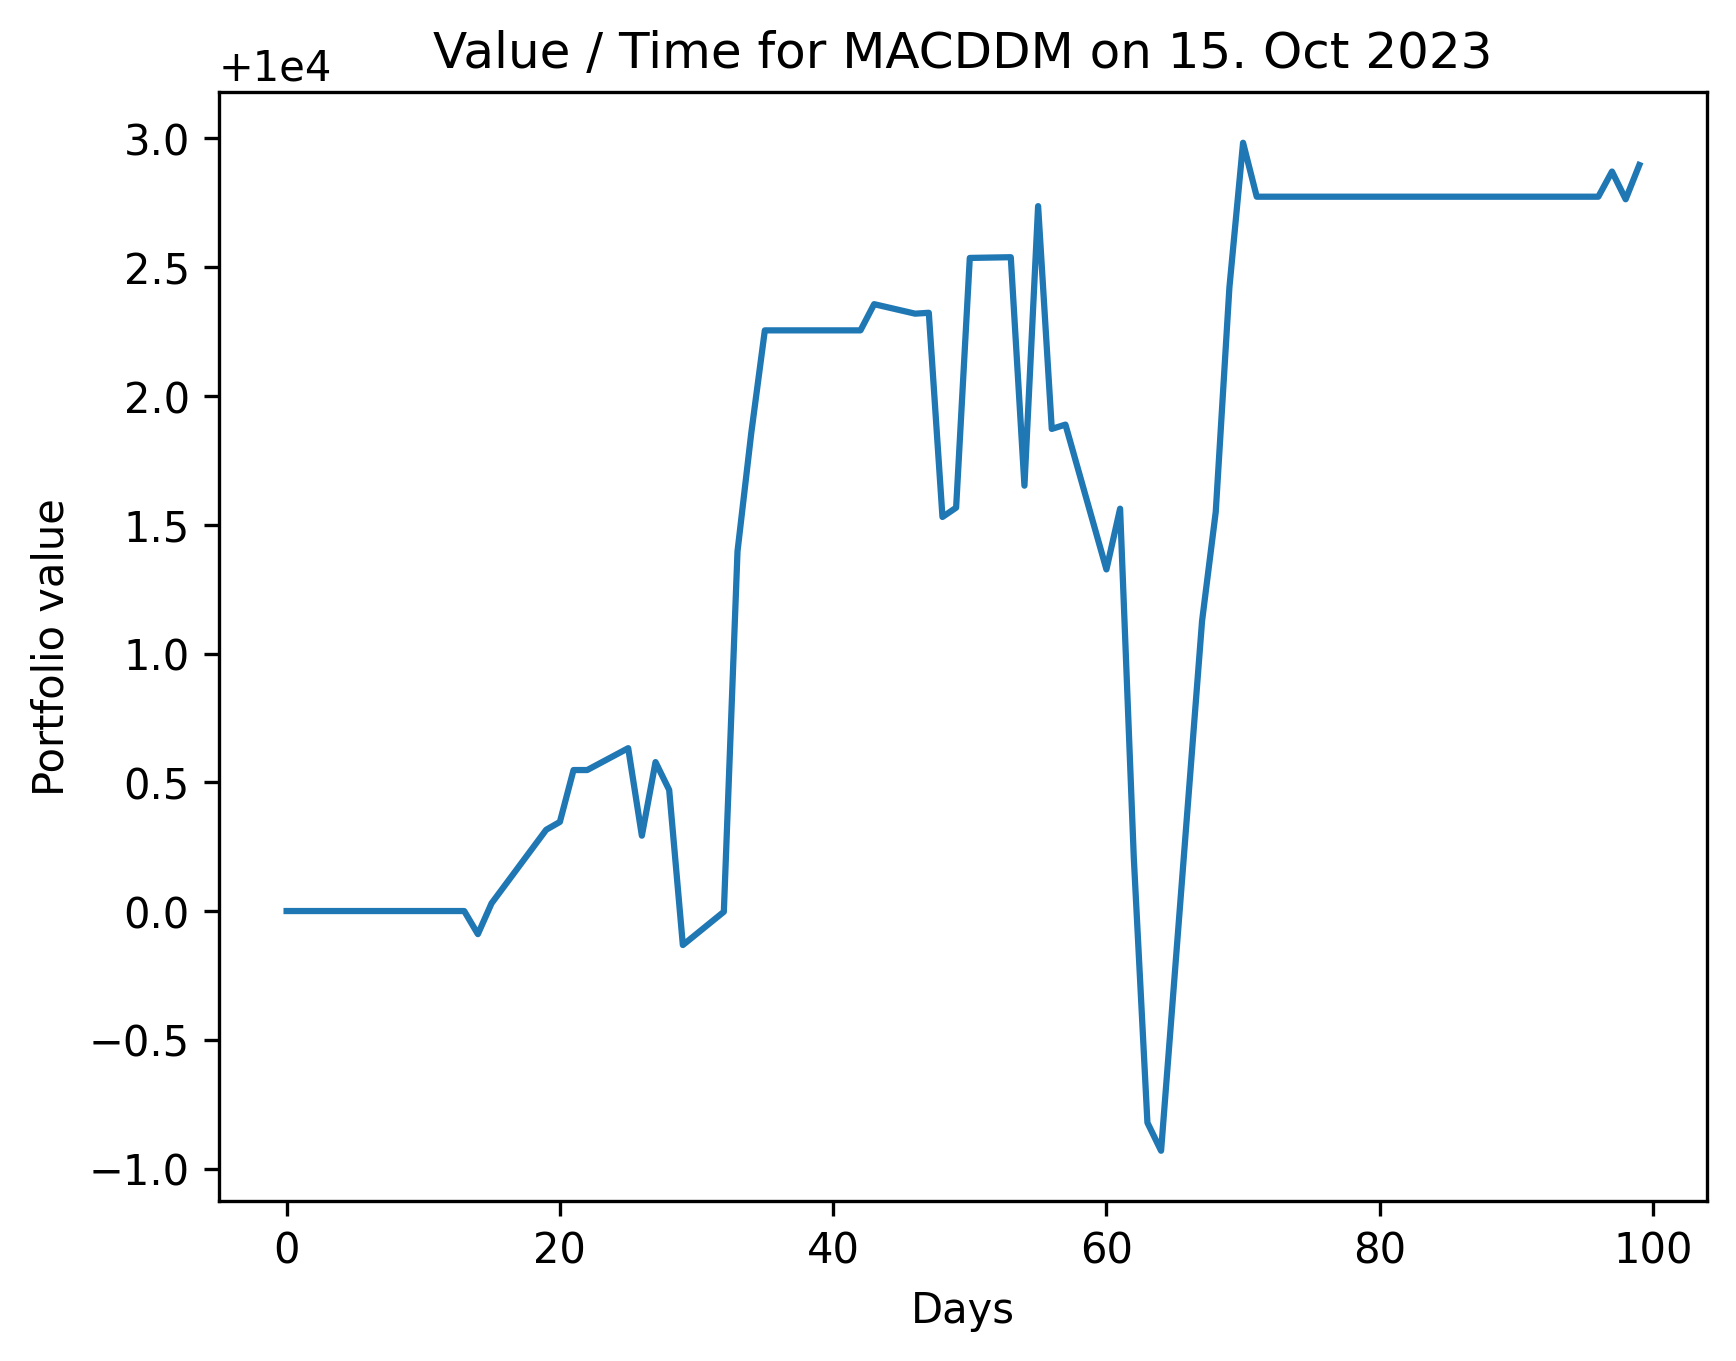 Value / Time for MACDDM on 15. Oct 2023
+1e4
3.0
2.5
2.0
1.5
1.0
0.5
0.0
−0.5
−1.0
Portfolio value
0 20 40 60 80 100
Days